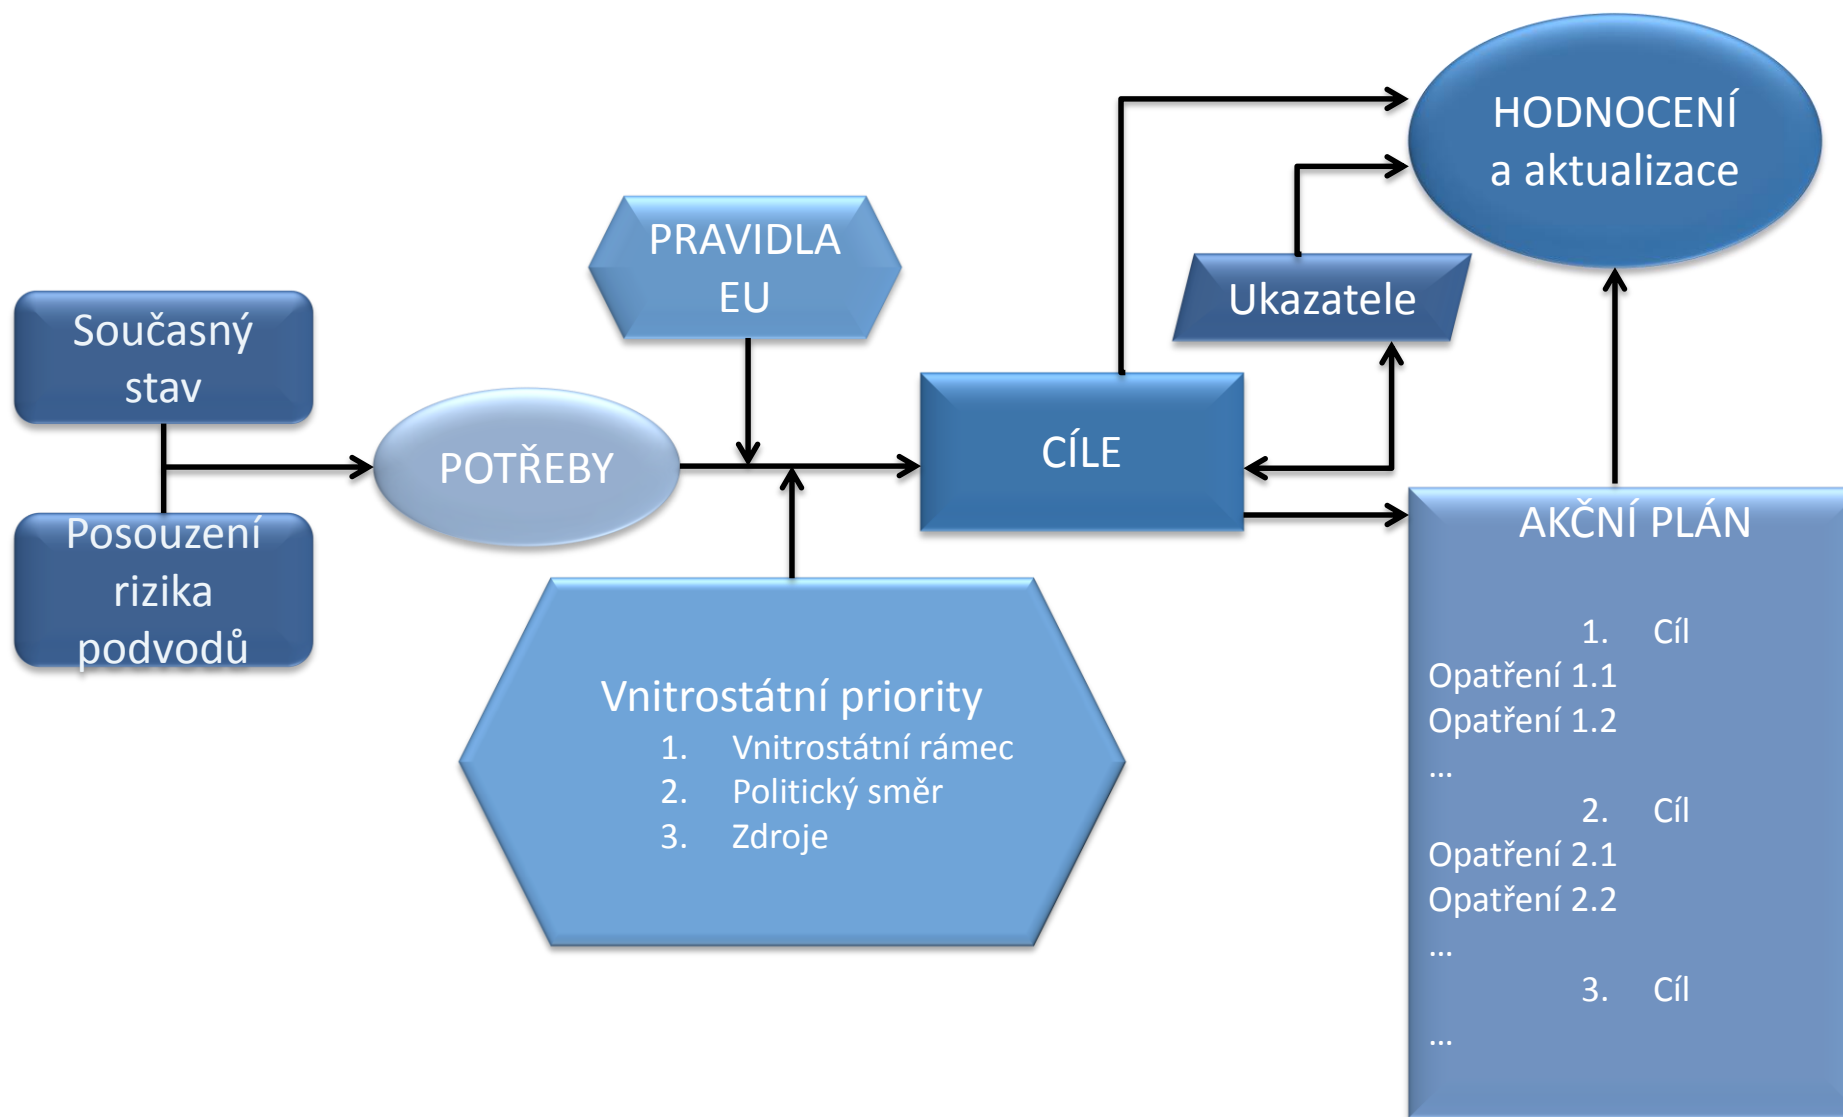 Současný
stav
Posouzení
rizika
podvodů
POTŘEBY
PRAVIDLA
EU
Vnitrostátní priority
1. Vnitrostátní rámec
2. Politický směr
3. Zdroje
CÍLE
Ukazatele
HODNOCENÍ
a aktualizace
AKČNÍ PLÁN
1. Cíl
Opatření 1.1
Opatření 1.2
...
2. Cíl
Opatření 2.1
Opatření 2.2
...
3. Cíl
...